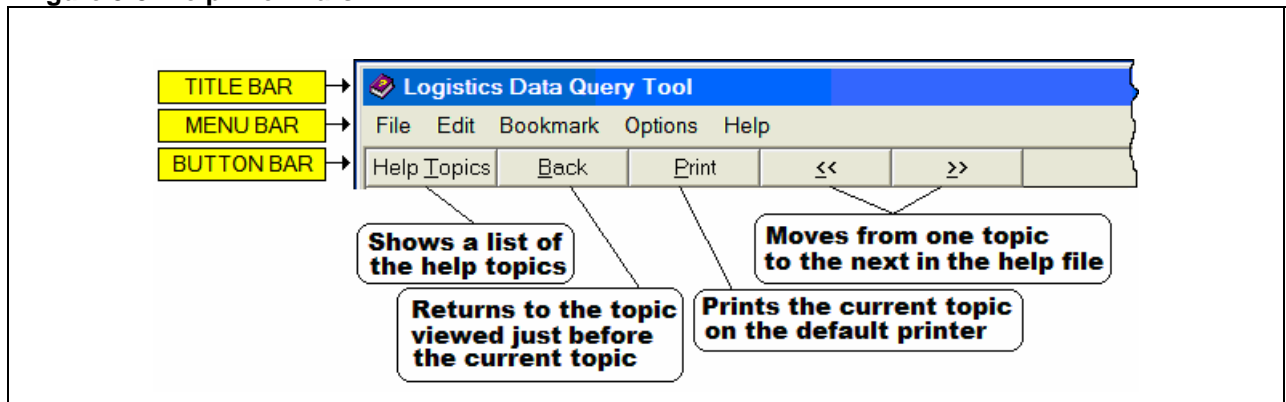 TITLE BAR
Logistics Data Query Tool
MENU BAR
File Edit Bookmark Options Help
BUTTON BAR
Help Topics Back Print << >>
Shows a list of
the help topics
Moves from one topic
to the next in the help file
Returns to the topic
viewed just before
the current topic
Prints the current topic
on the default printer